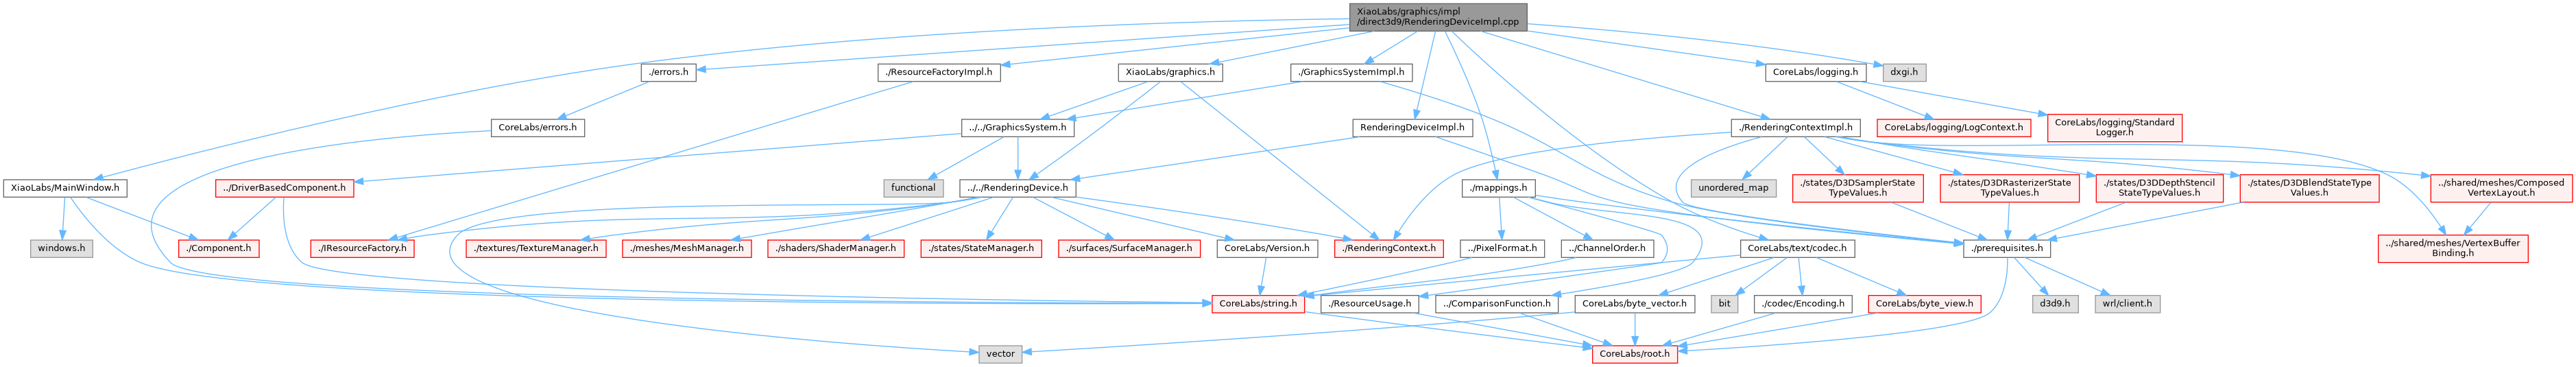 XiaoLabs/graphics/impl
/direct3d9/RenderingDeviceImpl.cpp
./errors.h
./ResourceFactoryImpl.h
XiaoLabs/graphics.h
./GraphicsSystemImpl.h
CoreLabs/logging.h
dxgi.h
CoreLabs/errors.h
../../GraphicsSystem.h
RenderingDeviceImpl.h
./RenderingContextImpl.h
CoreLabs/logging/LogContext.h
CoreLabs/logging/Standard
Logger.h
XiaoLabs/MainWindow.h
../DriverBasedComponent.h
functional
../../RenderingDevice.h
./mappings.h
unordered_map
./states/D3DSamplerState
TypeValues.h
./states/D3DRasterizerState
TypeValues.h
./states/D3DDepthStencil
StateTypeValues.h
./states/D3DBlendStateType
Values.h
../shared/meshes/Composed
VertexLayout.h
windows.h
./Component.h
./IResourceFactory.h
./textures/TextureManager.h
./meshes/MeshManager.h
./shaders/ShaderManager.h
./states/StateManager.h
./surfaces/SurfaceManager.h
CoreLabs/Version.h
./RenderingContext.h
../PixelFormat.h
../ChannelOrder.h
CoreLabs/text/codec.h
./prerequisites.h
../shared/meshes/VertexBuffer
Binding.h
CoreLabs/string.h
./ResourceUsage.h
../ComparisonFunction.h
CoreLabs/byte_vector.h
bit
./codec/Encoding.h
CoreLabs/byte_view.h
d3d9.h
wrl/client.h
vector
CoreLabs/root.h